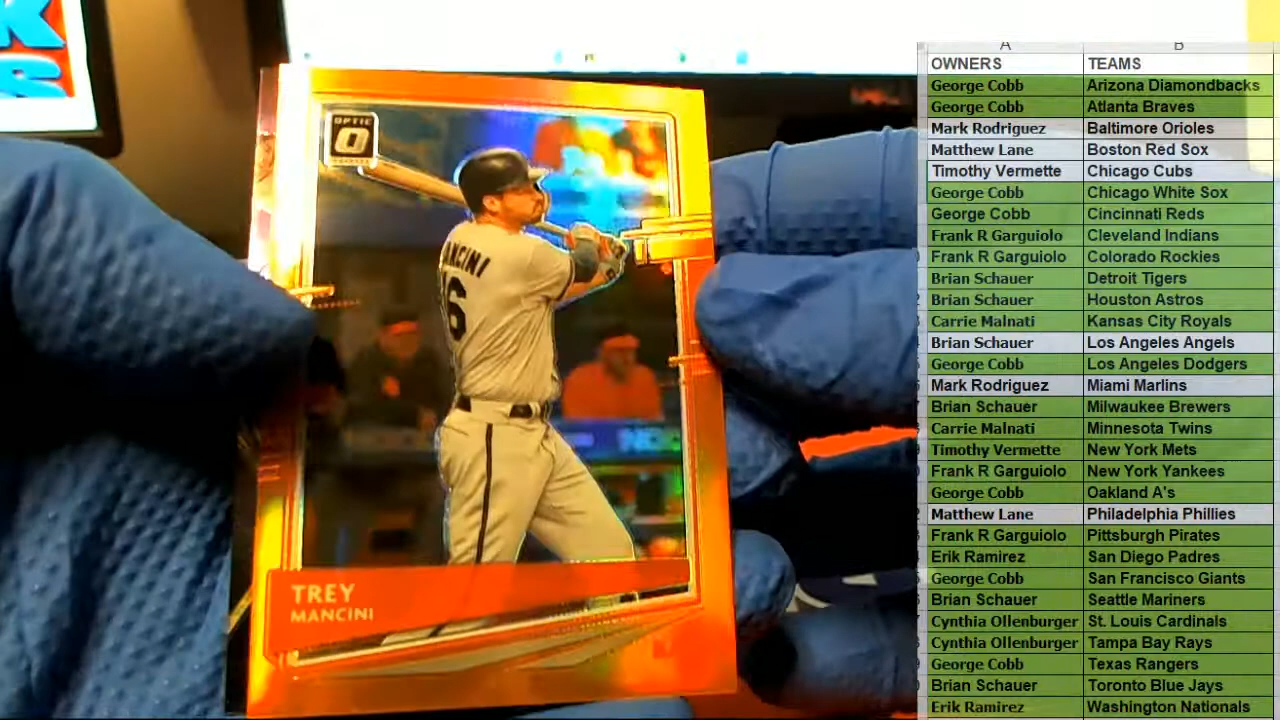 K
S
OPTIC
O
MANCINI
16
TREY
MANCINI
A B
OWNERS TEAMS
George Cobb Arizona Diamondbacks
George Cobb Atlanta Braves
Mark Rodriguez Baltimore Orioles
Matthew Lane Boston Red Sox
Timothy Vermette Chicago Cubs
George Cobb Chicago White Sox
George Cobb Cincinnati Reds
Frank R Garguiolo Cleveland Indians
Frank R Garguiolo Colorado Rockies
Brian Schauer Detroit Tigers
Brian Schauer Houston Astros
Carrie Malnati Kansas City Royals
Brian Schauer Los Angeles Angels
George Cobb Los Angeles Dodgers
Mark Rodriguez Miami Marlins
Brian Schauer Milwaukee Brewers
Carrie Malnati Minnesota Twins
Timothy Vermette New York Mets
Frank R Garguiolo New York Yankees
George Cobb Oakland A's
Matthew Lane Philadelphia Phillies
Frank R Garguiolo Pittsburgh Pirates
Erik Ramirez San Diego Padres
George Cobb San Francisco Giants
Brian Schauer Seattle Mariners
Cynthia Ollenburger St. Louis Cardinals
Cynthia Ollenburger Tampa Bay Rays
George Cobb Texas Rangers
Brian Schauer Toronto Blue Jays
Erik Ramirez Washington Nationals